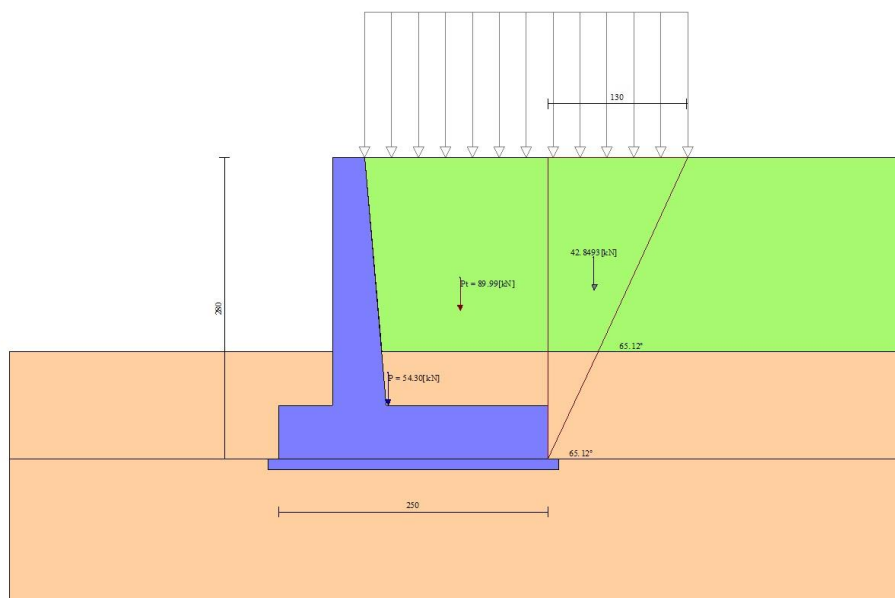 130
42.8493[kN]
Pt = 89.99[kN]
280
65.12°
P = 54.30[kN]
65.12°
250